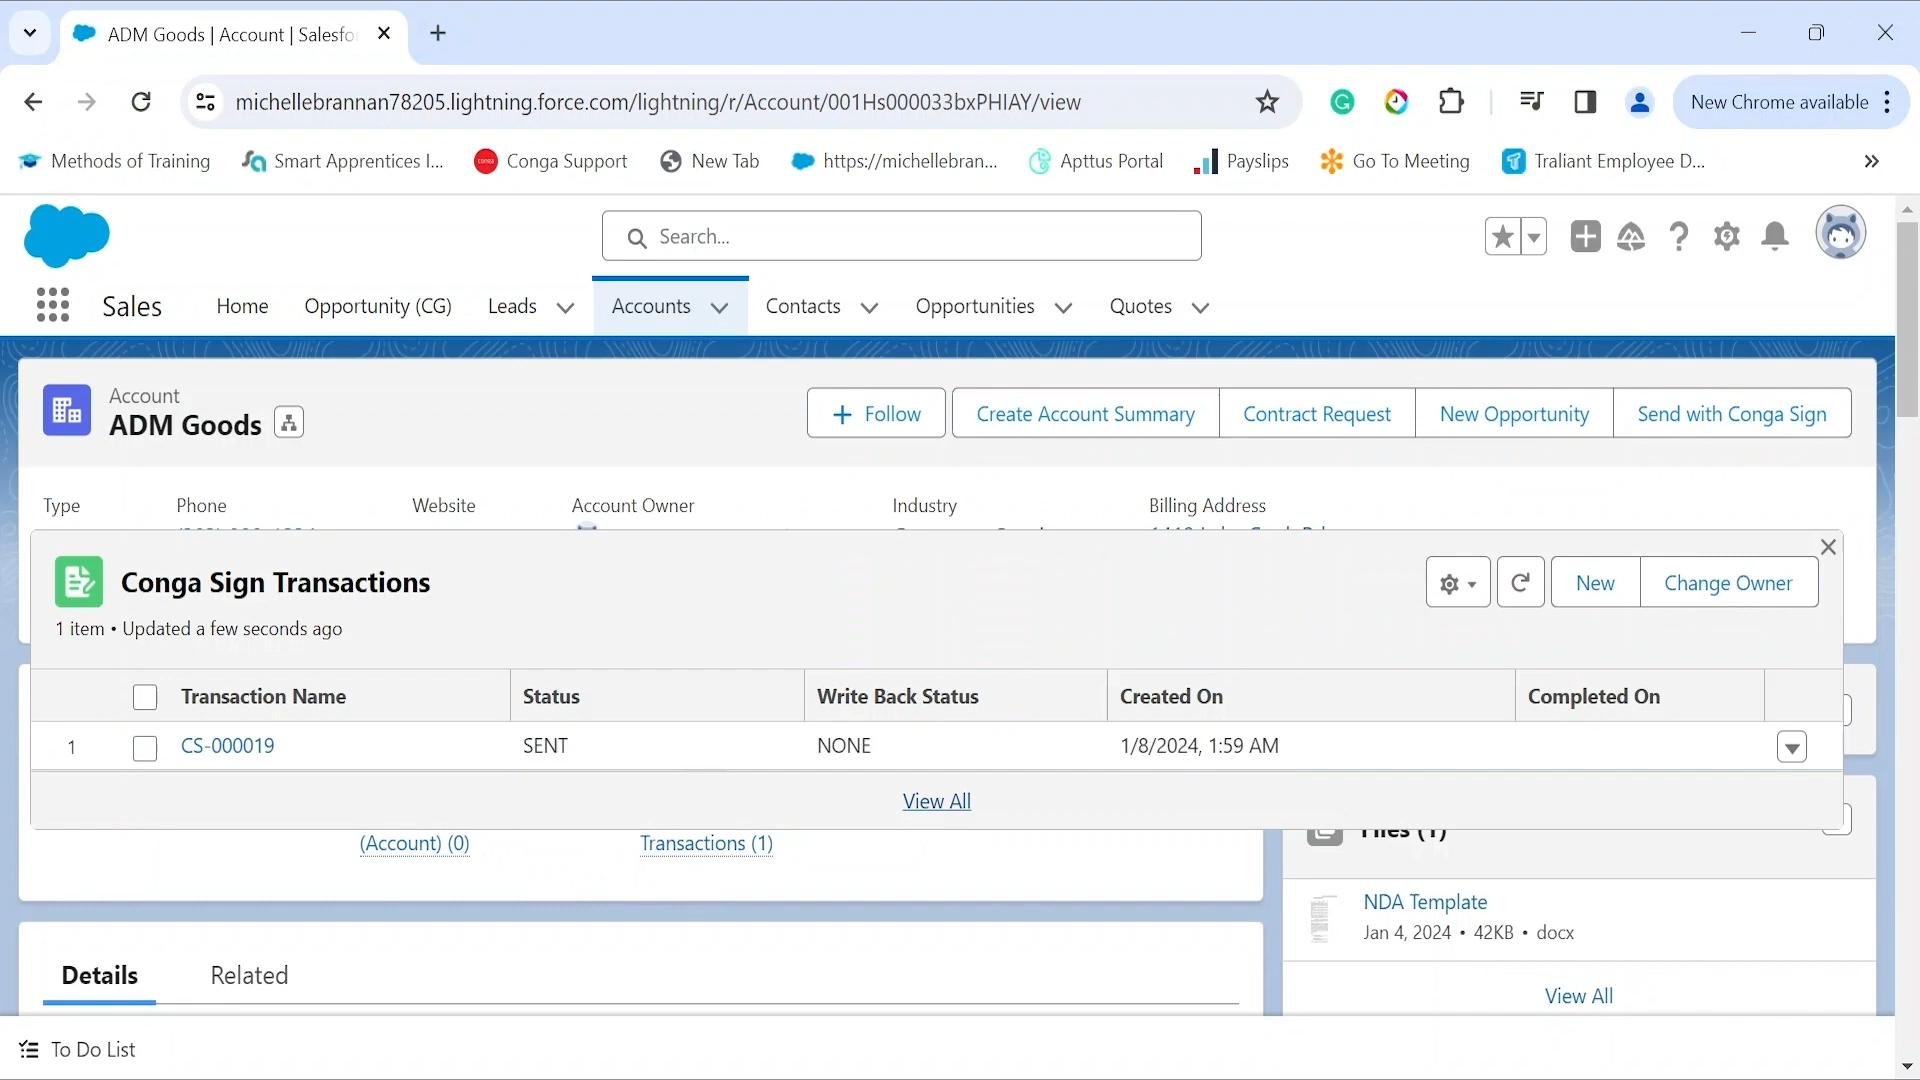 ADM Goods | Account | Salesfo
michellebrannan78205.lightning.force.com/lightning/r/Account/001Hs000033bxPHIAY/view
New Chrome available
Methods of Training
Smart Apprentices I...
Conga Support
New Tab
https://michellebran...
Apttus Portal
Payslips
Go To Meeting
Traliant Employee D...
Search...
Sales
Home
Opportunity (CG)
Leads
Accounts
Contacts
Opportunities
Quotes
Account
ADM Goods
Follow
Create Account Summary
Contract Request
New Opportunity
Send with Conga Sign
Type
Phone
Website
Account Owner
Industry
Billing Address
Conga Sign Transactions
New
Change Owner
1 item • Updated a few seconds ago
Transaction Name
Status
Write Back Status
Created On
Completed On
1
CS-000019
SENT
NONE
1/8/2024, 1:59 AM
View All
(Account) (0)
Transactions (1)
Files (1)
NDA Template
Jan 4, 2024 • 42KB • docx
View All
Details
Related
To Do List